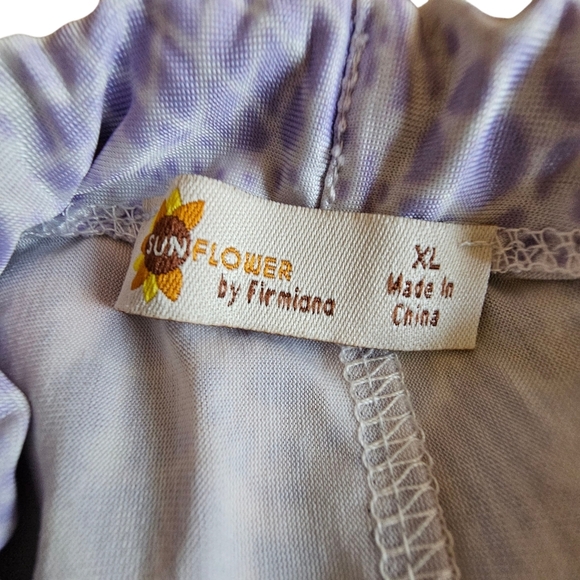 SUNFLOWER
by Firmiana
XL
Made In
China